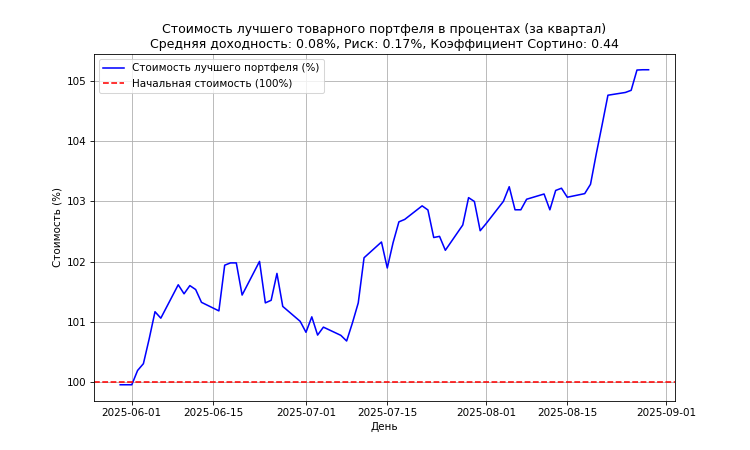 Стоимость лучшего товарного портфеля в процентах (за квартал)
Средняя доходность: 0.08%, Риск: 0.17%, Коэффициент Сортино: 0.44
Стоимость лучшего портфеля (%)
Начальная стоимость (100%)
Стоимость (%)
105
104
103
102
101
100
2025-06-01
2025-06-15
2025-07-01
2025-07-15
2025-08-01
2025-08-15
2025-09-01
День